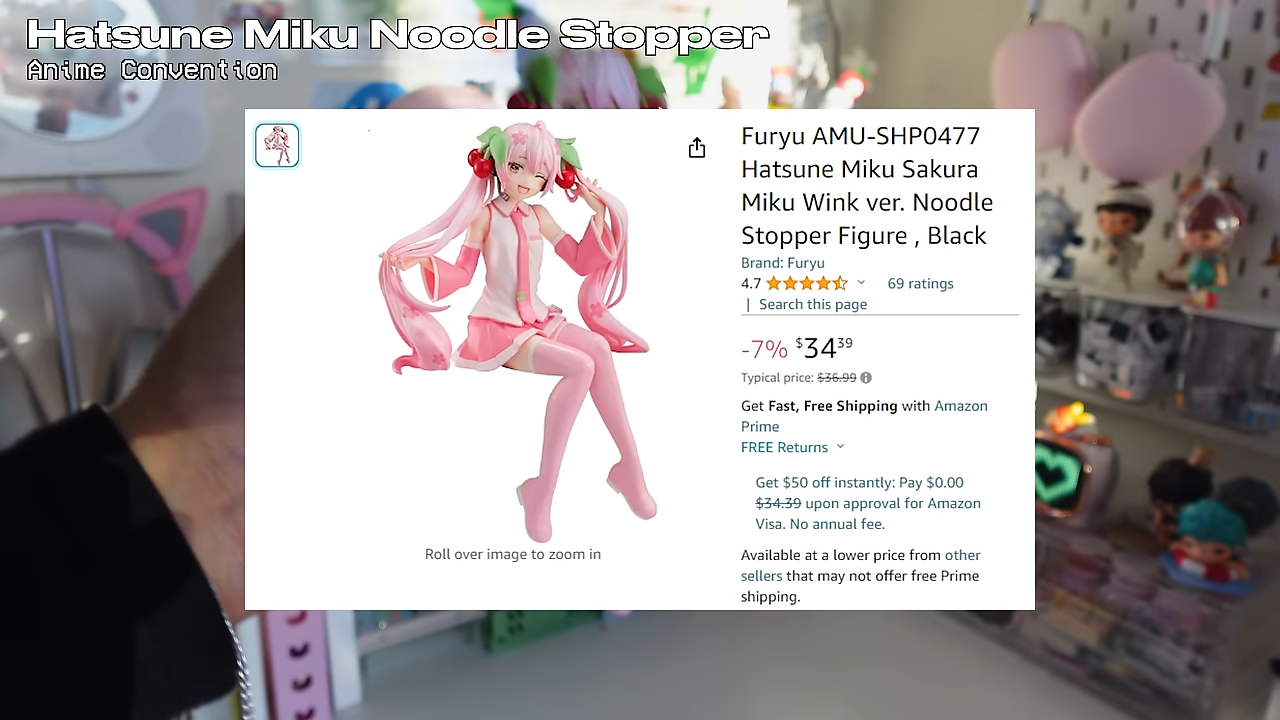 Hatsune Miku Noodle Stopper
Anime Convention
Furyu AMU-SHP0477
Hatsune Miku Sakura
Miku Wink ver. Noodle
Stopper Figure , Black
Brand: Furyu
4.7 69 ratings
| Search this page
-7% $34 39
Typical price: $36.99
Get Fast, Free Shipping with Amazon
Prime
FREE Returns
Get $50 off instantly: Pay $0.00
$34.39 upon approval for Amazon
Visa. No annual fee.
Roll over image to zoom in
Available at a lower price from other
sellers that may not offer free Prime
shipping.